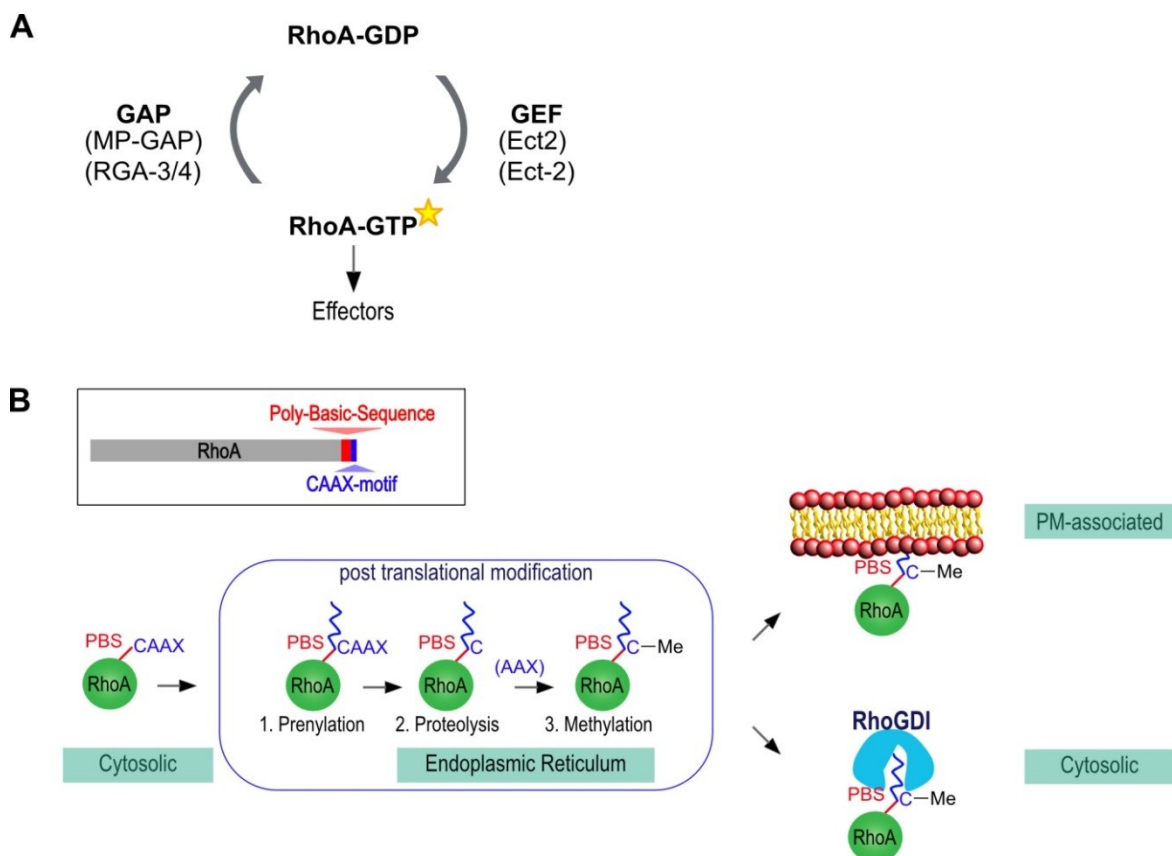 A
RhoA-GDP
GAP
(MP-GAP)
(RGA-3/4)
GEF
(Ect2)
(Ect-2)
RhoA-GTP
Effectors
B
Poly-Basic-Sequence
RhoA
CAAX-motif
post translational modification
PBS CAAX
RhoA
Cytosolic
PBS CAAX
RhoA
1. Prenylation
PBS C
RhoA
2. Proteolysis
(AAX)
PBS C—Me
RhoA
3. Methylation
Endoplasmic Reticulum
PBS C—Me
RhoA
PM-associated
RhoGDI
PBS C—Me
RhoA
Cytosolic